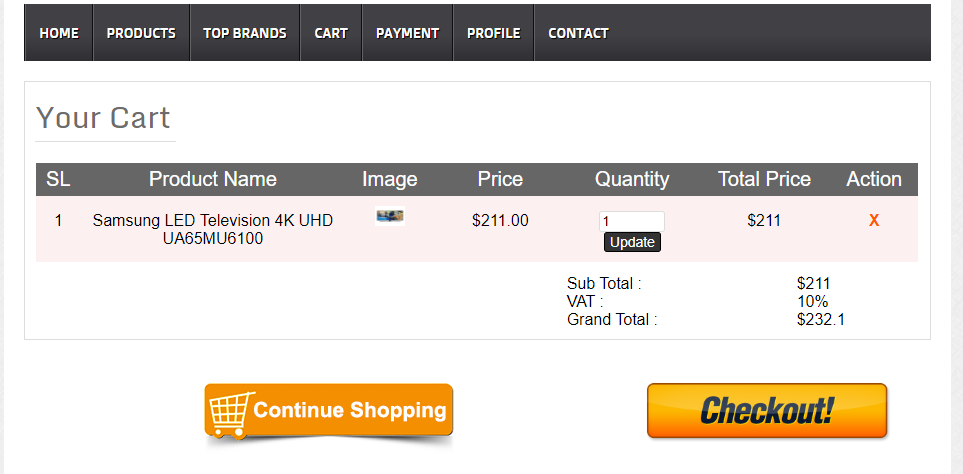 HOME PRODUCTS TOP BRANDS CART PAYMENT PROFILE CONTACT
Your Cart
SL Product Name Image Price Quantity Total Price Action
1 Samsung LED Television 4K UHD $211.00 1 $211 X
UA65MU6100 Update
Sub Total : $211
VAT : 10%
Grand Total : $232.1
Continue Shopping Checkout!